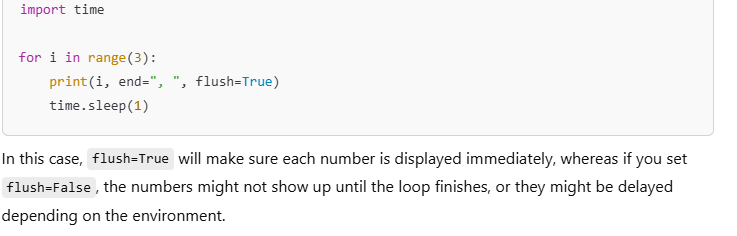 import time
for i in range(3):
    print(i, end=", ", flush=True)
    time.sleep(1)
In this case, flush=True will make sure each number is displayed immediately, whereas if you set
flush=False, the numbers might not show up until the loop finishes, or they might be delayed
depending on the environment.